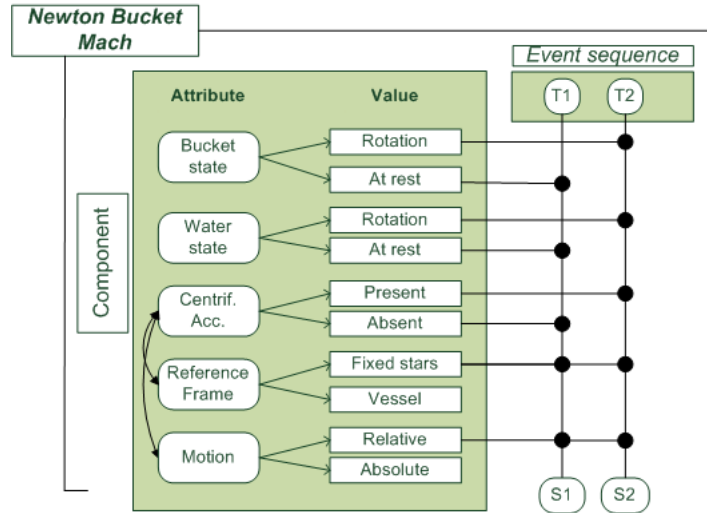 Newton Bucket
Mach
Event sequence
T1
T2
Attribute
Value
Component
Bucket
state
Rotation
At rest
Water
state
Rotation
At rest
Centrif.
Acc.
Present
Absent
Reference
Frame
Fixed stars
Vessel
Motion
Relative
Absolute
S1
S2